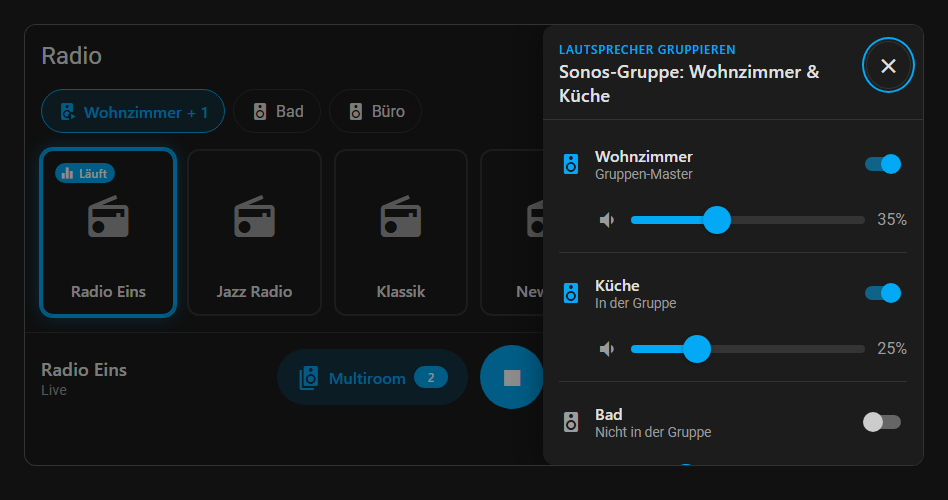 Radio
Wohnzimmer + 1
Bad
Büro
Läuft
Radio Eins
Jazz Radio
Klassik
New
Radio Eins
Live
Multiroom
2
LAUTSPRECHER GRUPPIEREN
Sonos-Gruppe: Wohnzimmer &
Küche
Wohnzimmer
Gruppen-Master
35%
Küche
In der Gruppe
25%
Bad
Nicht in der Gruppe